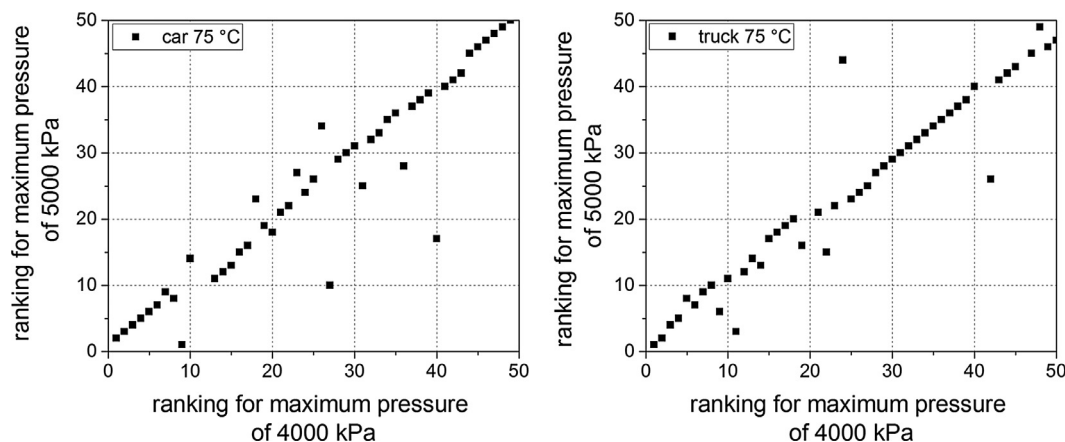 car 75 °C
50
40
30
20
10
0
0 10 20 30 40 50
ranking for maximum pressure
of 5000 kPa
ranking for maximum pressure
of 4000 kPa
truck 75 °C
50
40
30
20
10
0
0 10 20 30 40 50
ranking for maximum pressure
of 5000 kPa
ranking for maximum pressure
of 4000 kPa